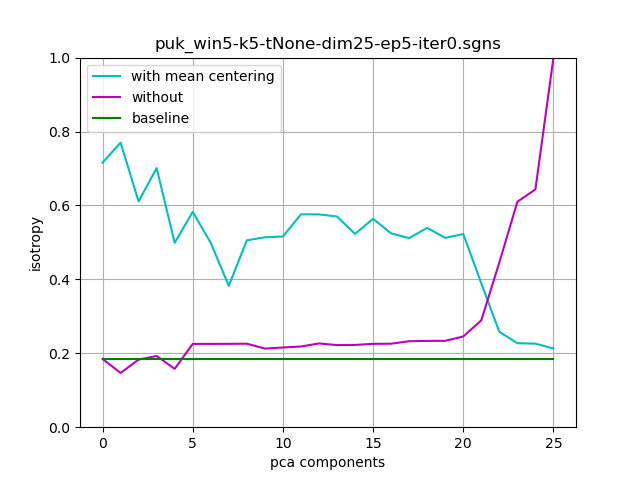 puk_win5-k5-tNone-dim25-ep5-iter0.sgns
with mean centering
without
baseline
isotropy
1.0
0.8
0.6
0.4
0.2
0.0
0 5 10 15 20 25
pca components